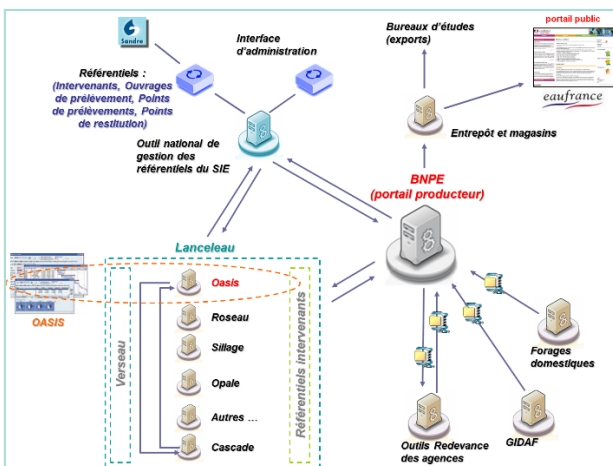 portail public
Bureaux d'études
(exports)
Interface
d'administration
Sandre
Référentiels :
(Intervenants, Ouvrages
de prélèvement, Points
de prélèvements, Points
de restitution)
eaufrance
Entrepôt et magasins
Outil national de
gestion des
référentiels du SIE
BNPE
(portail producteur)
Lanceleau
Oasis
OASIS
Verseau
Référentiels intervenants
Roseau
Sillage
Opale
Autres ...
Cascade
Forages
domestiques
Outils Redevance
des agences
GIDAF